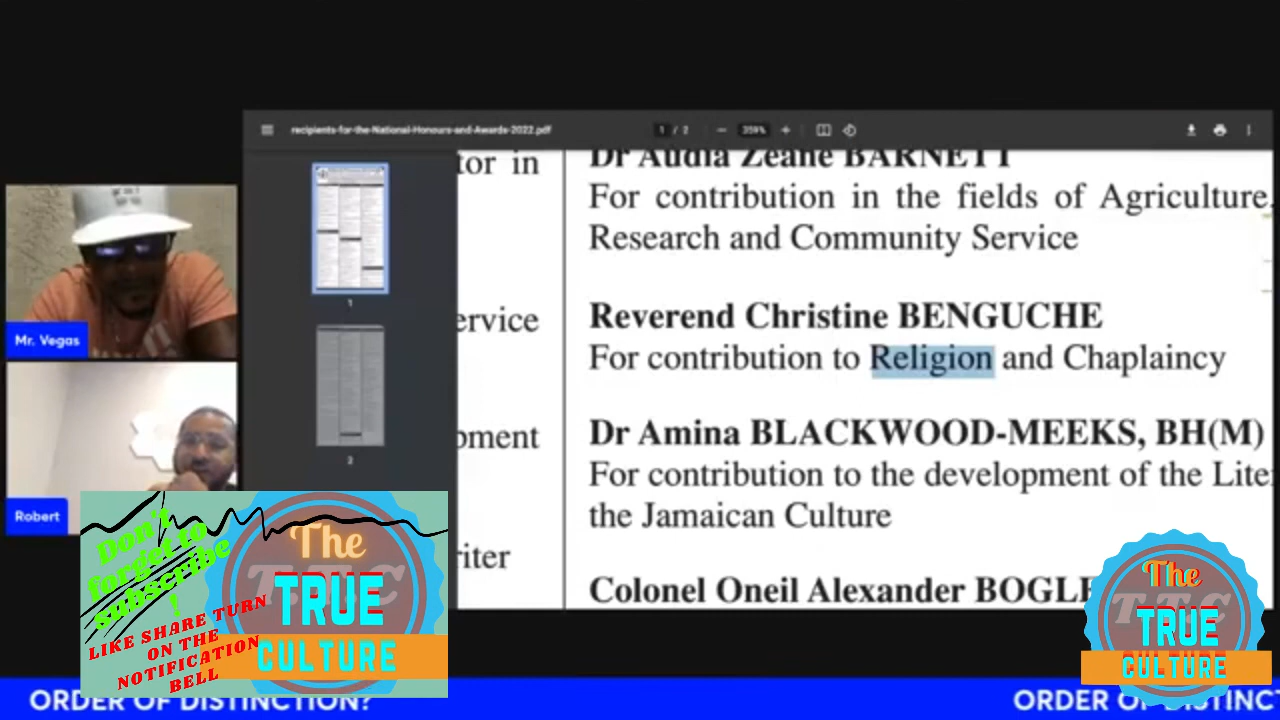 recipients-for-the-National-Honours-and-Awards-2022.pdf
1 / 2
359%
1
2
tor in
ervice
pment
riter
Dr Audia Zeane BARNETT
For contribution in the fields of Agriculture,
Research and Community Service
Reverend Christine BENGUCHE
For contribution to Religion and Chaplaincy
Dr Amina BLACKWOOD-MEEKS, BH(M)
For contribution to the development of the Lite
the Jamaican Culture
Colonel Oneil Alexander BOGLE
Mr. Vegas
Robert
Don't
forget to
subscribe
!
LIKE SHARE TURN
ON THE
NOTIFICATION
BELL
The
T.T.C
TRUE
CULTURE
The
T.T.C
TRUE
CULTURE
ORDER OF DISTINCTION?
ORDER OF DISTINCT